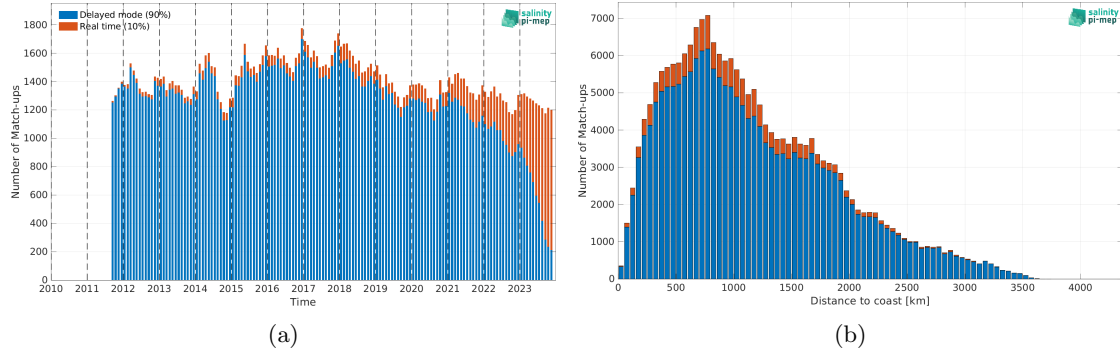 Delayed mode (90%)
Real time (10%)
salinity
pi-mep
1800
1600
1400
1200
1000
800
600
400
200
0
Number of Match-ups
2010 2011 2012 2013 2014 2015 2016 2017 2018 2019 2020 2021 2022 2023
Time
(a)
salinity
pi-mep
7000
6000
5000
4000
3000
2000
1000
0
Number of Match-ups
0 500 1000 1500 2000 2500 3000 3500 4000
Distance to coast [km]
(b)